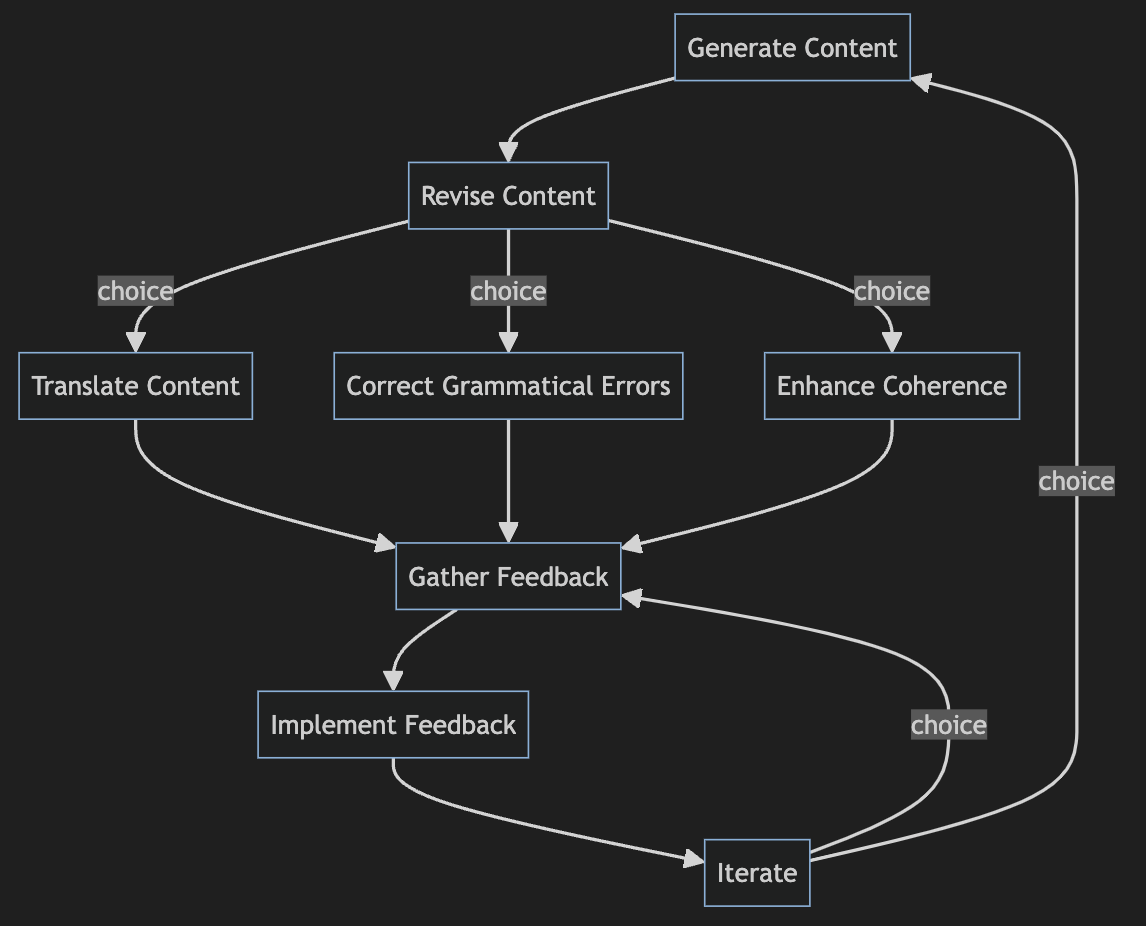 Generate Content
Revise Content
choice
choice
choice
Translate Content
Correct Grammatical Errors
Enhance Coherence
choice
Gather Feedback
Implement Feedback
choice
Iterate